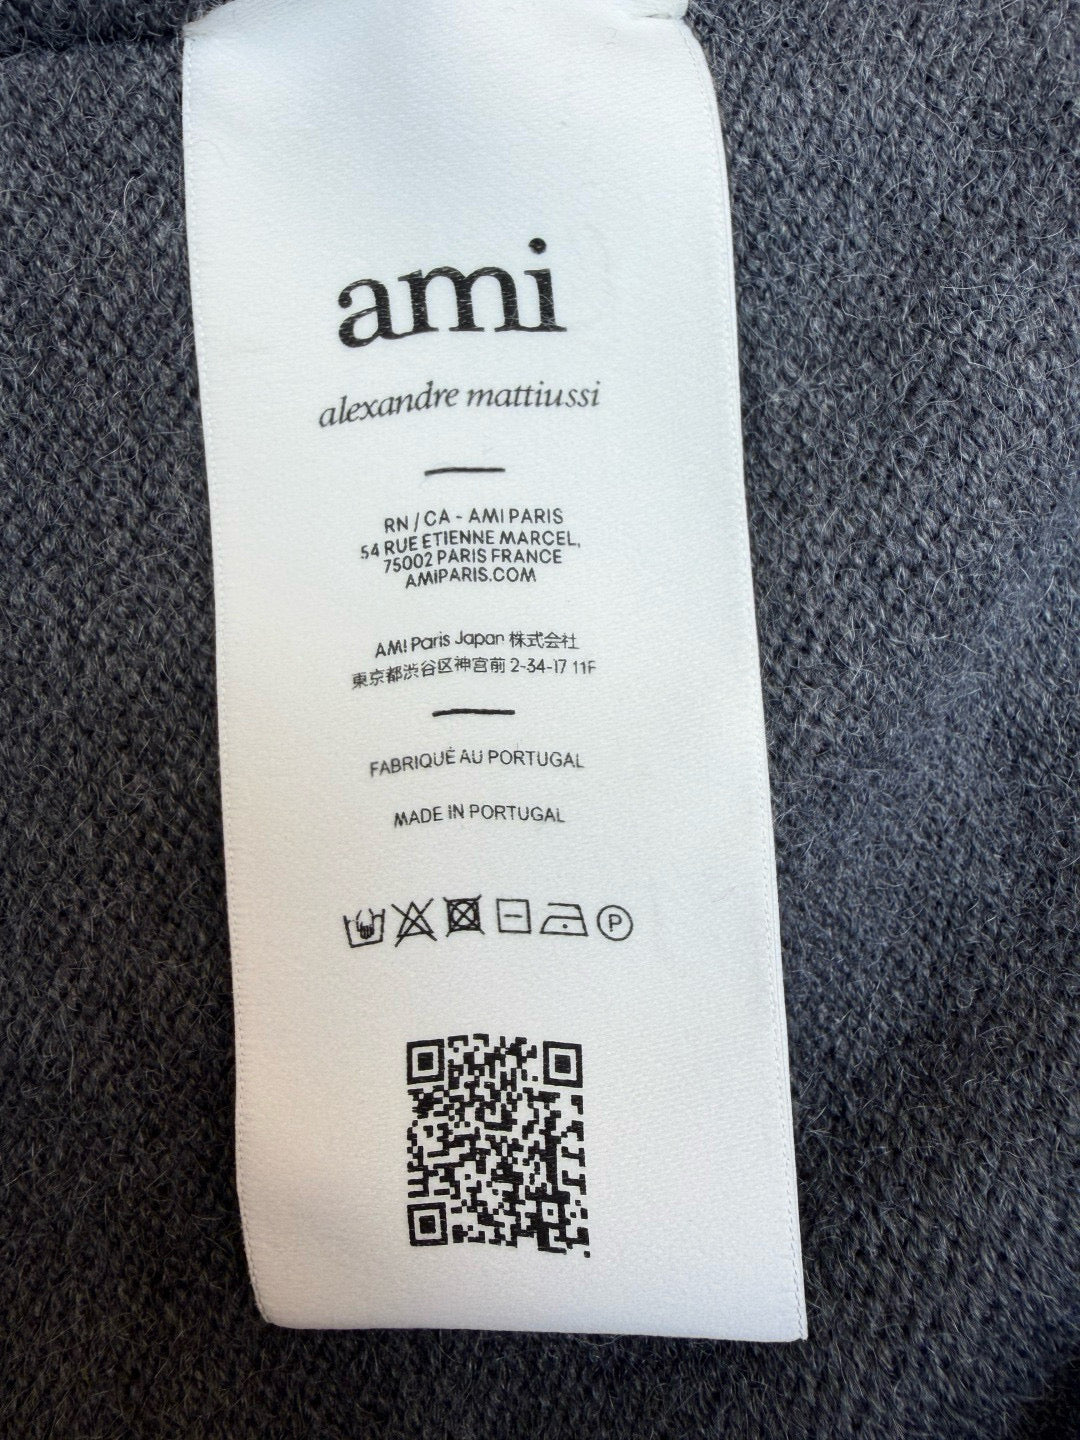 ami
alexandre mattiussi
RN / CA - AMI PARIS
54 RUE ETIENNE MARCEL,
75002 PARIS FRANCE
AMIPARIS.COM
AMI Paris Japan 株式会社
東京都渋谷区神宮前 2-34-17 11F
FABRIQUÉ AU PORTUGAL
MADE IN PORTUGAL
P